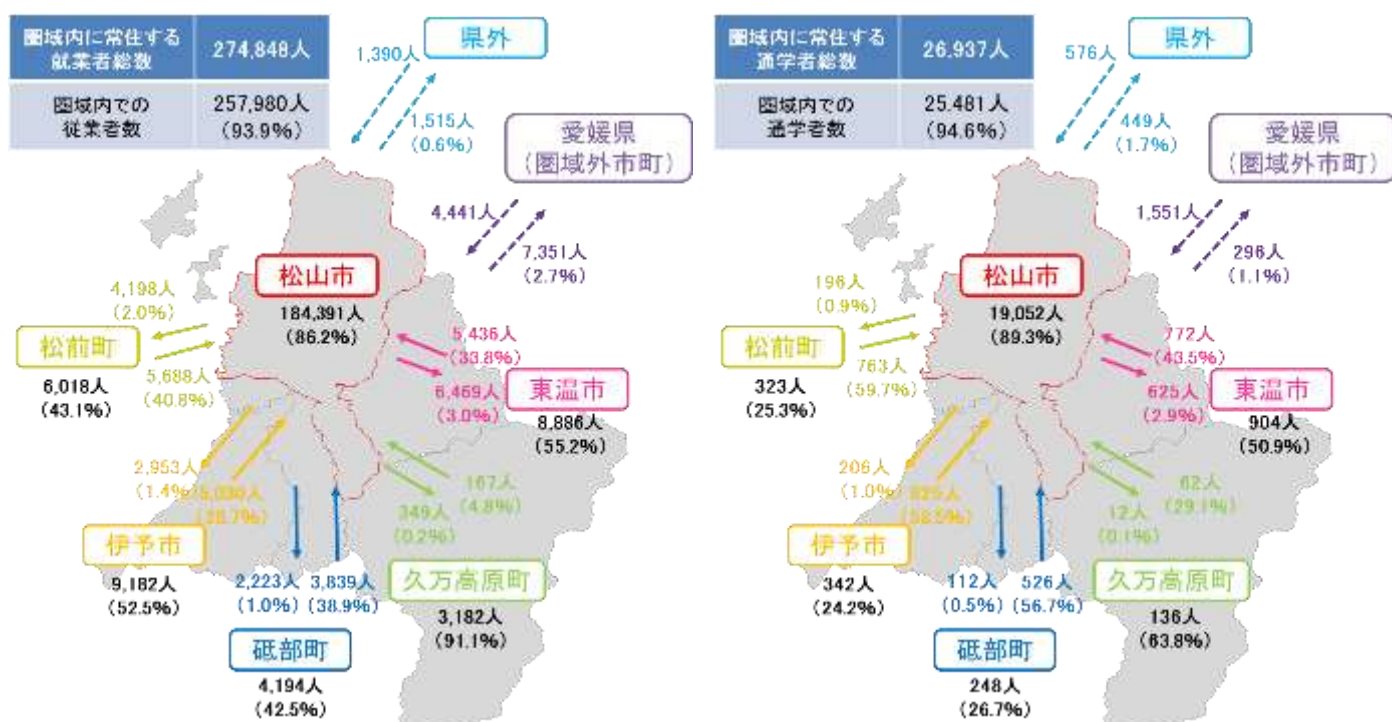 圏域内に常住する
就業者総数
274,848人
圏域内での
従業者数
257,980人
(93.9%)
県外
1,390人
1,515人
(0.6%)
愛媛県
(圏域外市町)
4,441人
7,351人
(2.7%)
松山市
184,391人
(86.2%)
4,198人
(2.0%)
松前町
6,018人
(43.1%)
5,688人
(40.8%)
5,436人
(33.8%)
6,469人
(3.0%)
東温市
8,886人
(55.2%)
2,953人
(1.4%)
伊予市
9,182人
(52.5%)
167人
(4.8%)
349人
(0.2%)
久万高原町
3,182人
(91.1%)
2,223人
(1.0%)
3,839人
(38.9%)
砥部町
4,194人
(42.5%)
圏域内に常住する
通学者総数
26,937人
圏域内での
通学者数
25.481人
(94.6%)
県外
576人
449人
(1.7%)
愛媛県
(圏域外市町)
1,551人
296人
(1.1%)
松山市
19,052人
(89.3%)
196人
(0.9%)
松前町
323人
(25.3%)
763人
(59.7%)
772人
(43.5%)
625人
(2.9%)
東温市
904人
(50.9%)
206人
(1.0%)
825人
(58.5%)
伊予市
342人
(24.2%)
62人
(29.1%)
12人
(0.1%)
久万高原町
136人
(63.8%)
112人
(0.5%)
526人
(56.7%)
砥部町
248人
(26.7%)